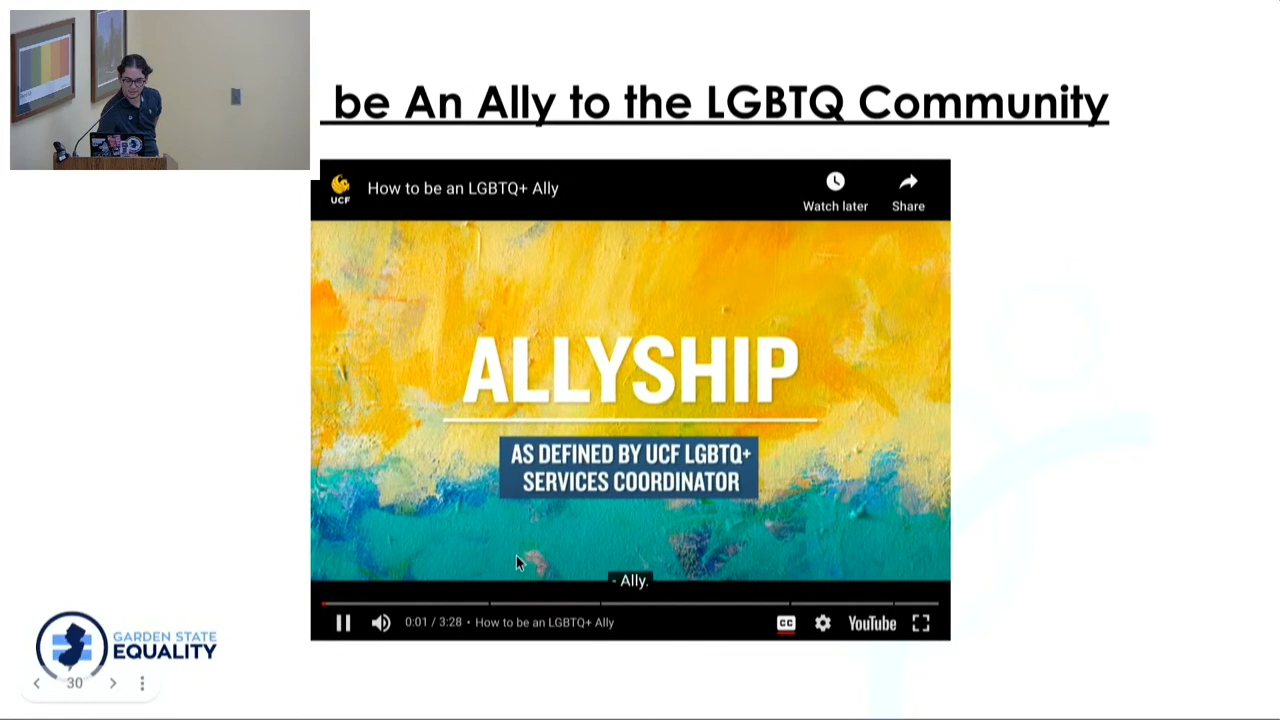 be An Ally to the LGBTQ Community
UCF
How to be an LGBTQ+ Ally
Watch later
Share
ALLYSHIP
AS DEFINED BY UCF LGBTQ+
SERVICES COORDINATOR
- Ally.
0:01 / 3:28 • How to be an LGBTQ+ Ally
CC
YouTube
GARDEN STATE
EQUALITY
30